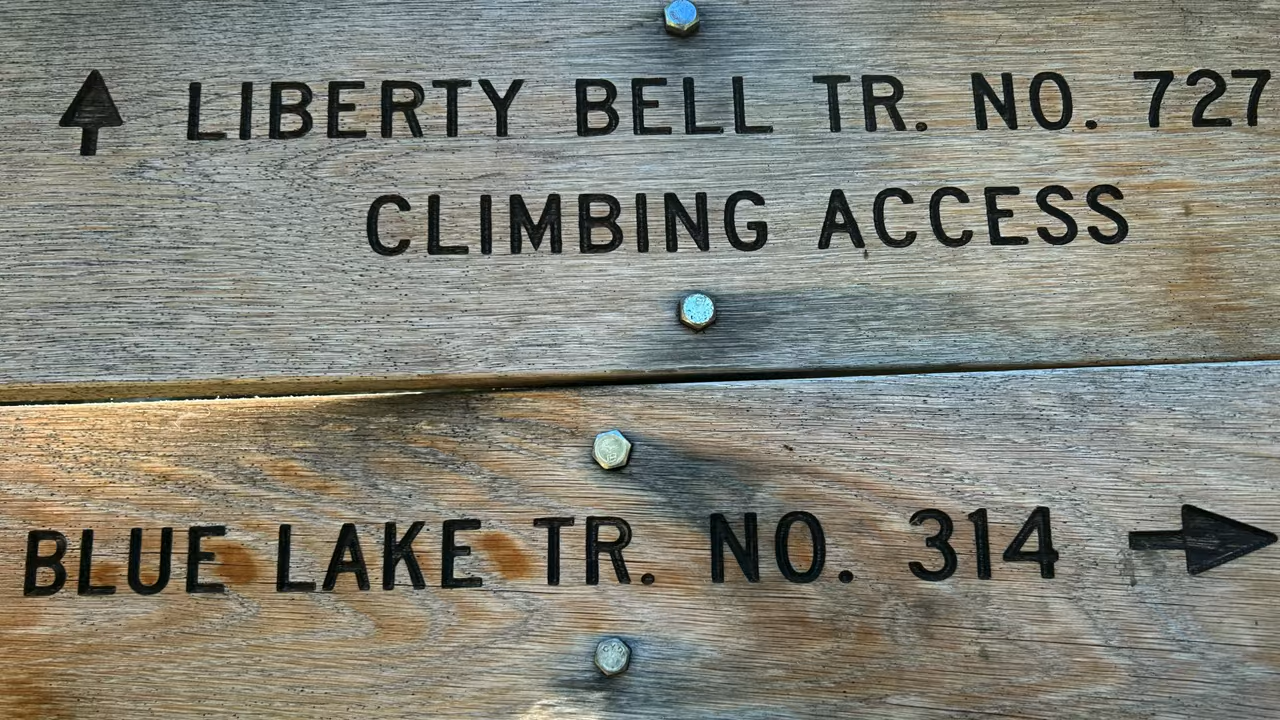 LIBERTY BELL TR. NO. 727
CLIMBING ACCESS
BLUE LAKE TR. NO. 314